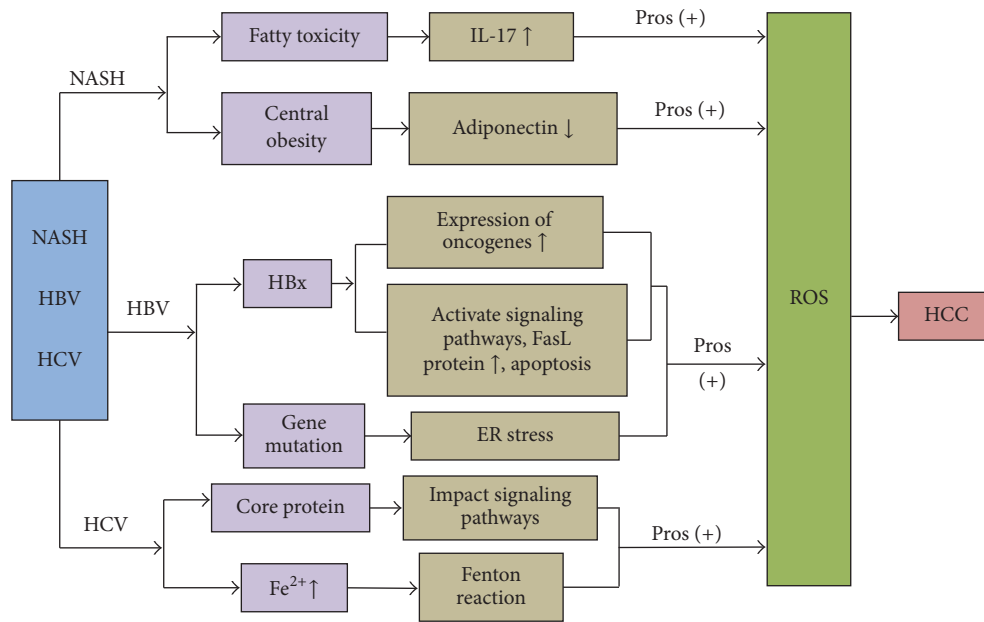 NASH
HBV
HCV
NASH
Fatty toxicity
IL-17 ↑
Pros (+)
Central
obesity
Adiponectin ↓
Pros (+)
HBV
HBx
Expression of
oncogenes ↑
Activate signaling
pathways, FasL
protein ↑, apoptosis
Gene
mutation
ER stress
Pros
(+)
HCV
Core protein
Impact signaling
pathways
Fe²⁺ ↑
Fenton
reaction
Pros (+)
ROS
HCC